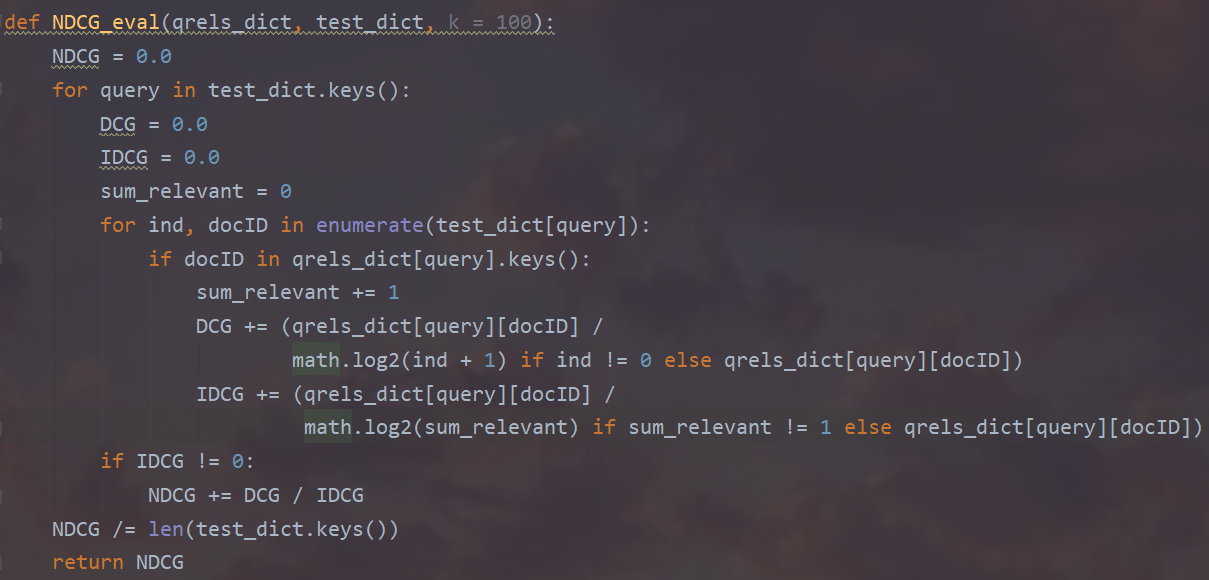 def NDCG_eval(qrels_dict, test_dict, k = 100):
    NDCG = 0.0
    for query in test_dict.keys():
        DCG = 0.0
        IDCG = 0.0
        sum_relevant = 0
        for ind, docID in enumerate(test_dict[query]):
            if docID in qrels_dict[query].keys():
                sum_relevant += 1
                DCG += (qrels_dict[query][docID] /
                        math.log2(ind + 1) if ind != 0 else qrels_dict[query][docID])
                IDCG += (qrels_dict[query][docID] /
                         math.log2(sum_relevant) if sum_relevant != 1 else qrels_dict[query][docID])
        if IDCG != 0:
            NDCG += DCG / IDCG
    NDCG /= len(test_dict.keys())
    return NDCG